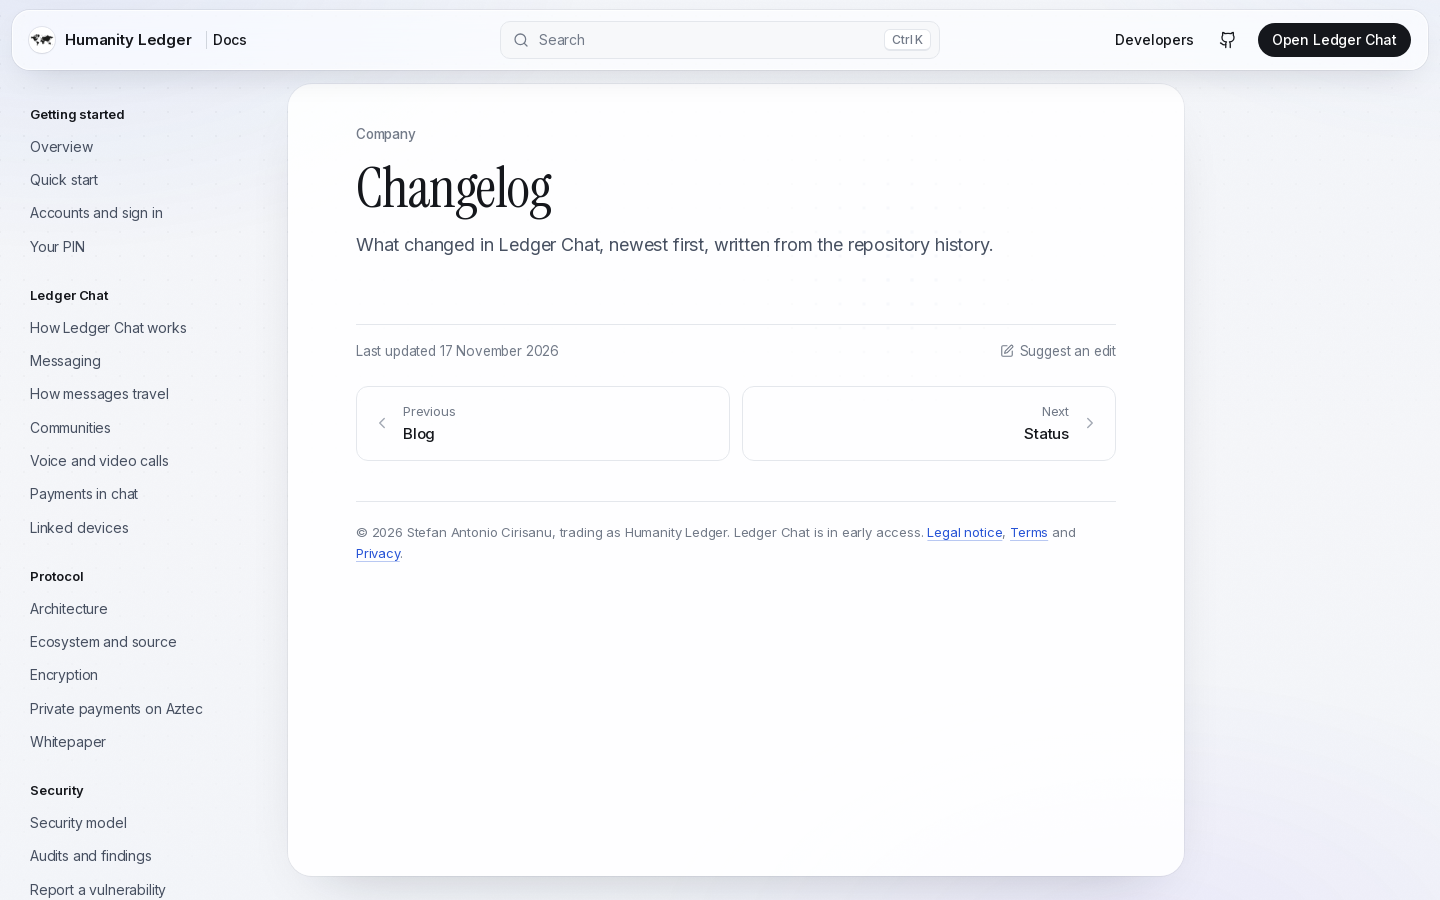 Humanity Ledger
Docs
Search
Ctrl K
Developers
Open Ledger Chat
Getting started
Overview
Quick start
Accounts and sign in
Your PIN
Ledger Chat
How Ledger Chat works
Messaging
How messages travel
Communities
Voice and video calls
Payments in chat
Linked devices
Protocol
Architecture
Ecosystem and source
Encryption
Private payments on Aztec
Whitepaper
Security
Security model
Audits and findings
Report a vulnerability
Company
Changelog
What changed in Ledger Chat, newest first, written from the repository history.
Last updated 17 November 2026
Suggest an edit
Previous
Blog
Next
Status
© 2026 Stefan Antonio Cirisanu, trading as Humanity Ledger. Ledger Chat is in early access. Legal notice, Terms and
Privacy.